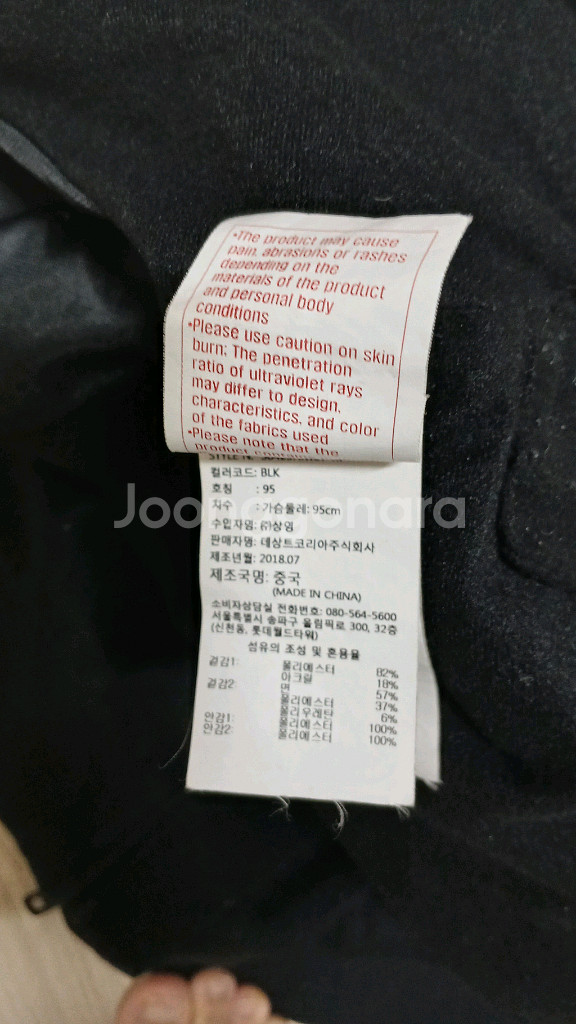 •The product may cause
pain, abrasions or rashes
depending on the
materials of the product
and personal body
conditions
•Please use caution on skin
burn; The penetration
ratio of ultraviolet rays
may differ to design,
characteristics, and color
of the fabrics used
•Please note that the
product
STYLE
컬러코드: BLK
호칭 : 95
치수 : 가슴둘레; 95cm
Joongonara
수입자명: ㈜상영
판매자명: 데상트코리아주식회사
제조년월: 2018.07
제조국명: 중국
(MADE IN CHINA)
소비자상담실 전화번호: 080-564-5600
서울특별시 송파구 올림픽로 300, 32층
(신천동, 롯데월드타워)
섬유의 조성 및 혼용율
겉감1: 폴리에스터 82%
아크릴 18%
겉감2: 면 57%
폴리에스터 37%
폴리우레탄 6%
안감1: 폴리에스터 100%
안감2: 폴리에스터 100%